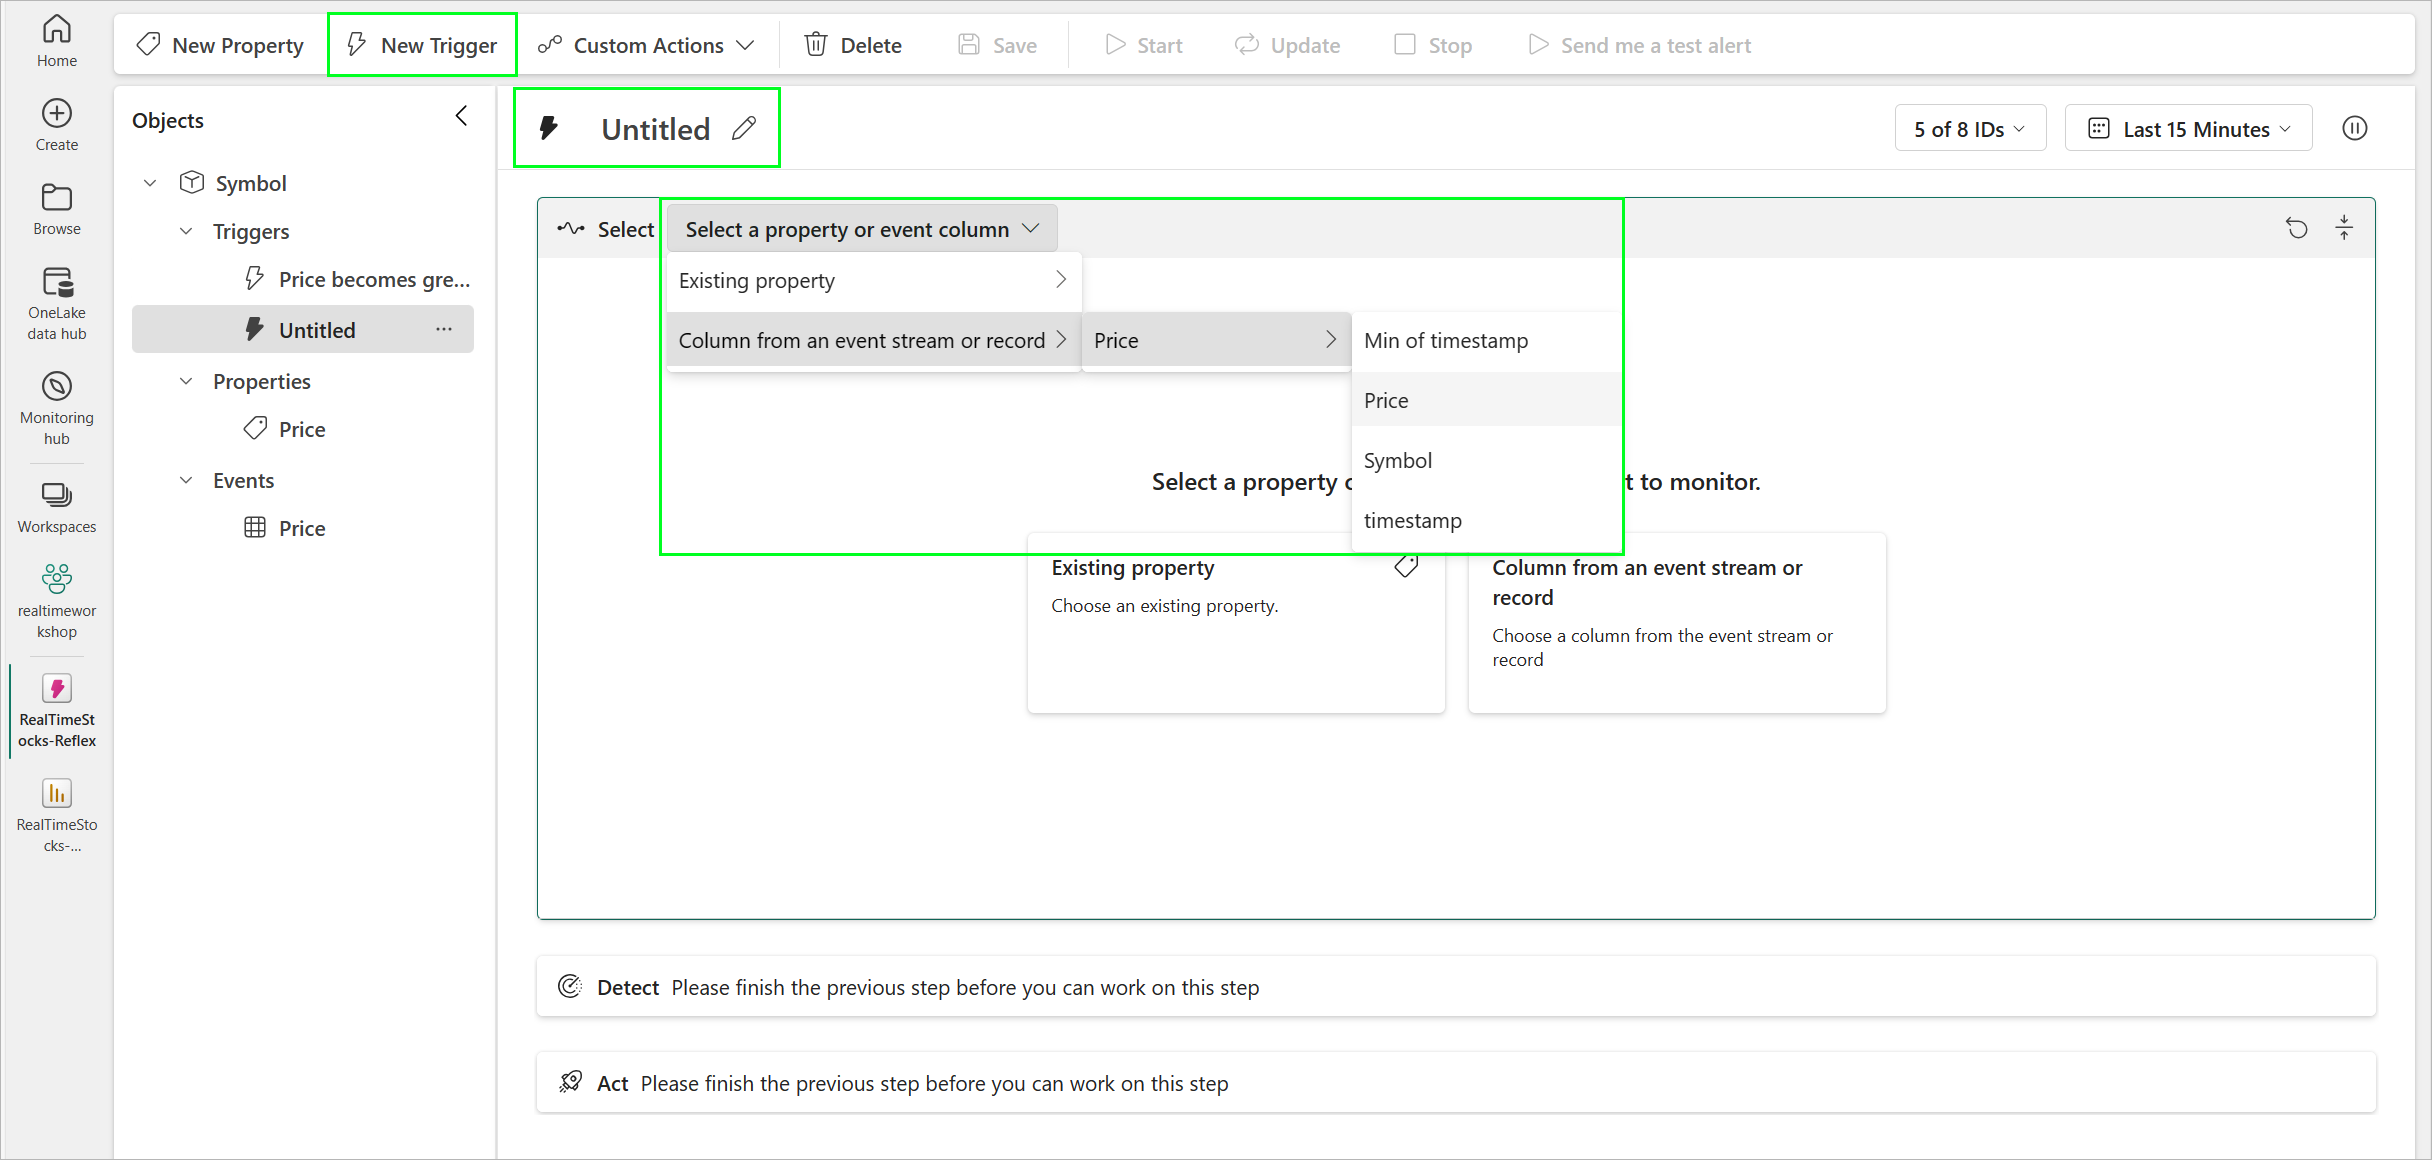 Home
Create
Browse
OneLake
data hub
Monitoring
hub
Workspaces
realtimewor
kshop
RealTimeSt
ocks-Reflex
RealTimeSto
cks-...
New Property
New Trigger
Custom Actions
Delete
Save
Start
Update
Stop
Send me a test alert
Objects
Symbol
Triggers
Price becomes gre...
Untitled
...
Properties
Price
Events
Price
Untitled
5 of 8 IDs
Last 15 Minutes
Select
Select a property or event column
Existing property
Column from an event stream or record
Price
Min of timestamp
Price
Symbol
timestamp
Select a property
t to monitor.
Existing property
Choose an existing property.
Column from an event stream or
record
Choose a column from the event stream or
record
Detect Please finish the previous step before you can work on this step
Act Please finish the previous step before you can work on this step